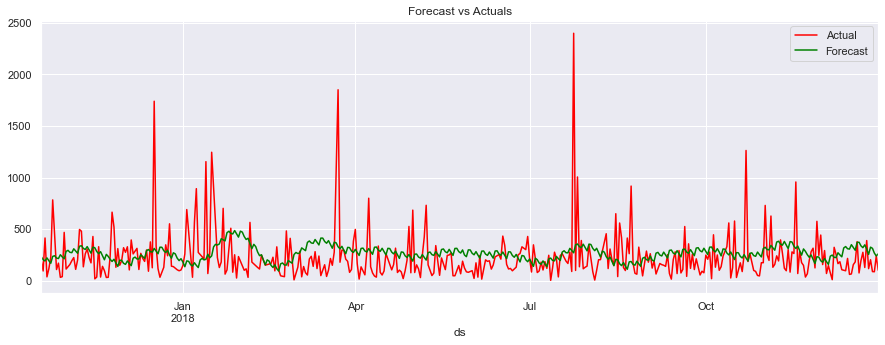 Forecast vs Actuals
2500
2000
1500
1000
500
0
Actual
Forecast
Jan
2018
Apr
Jul
Oct
ds